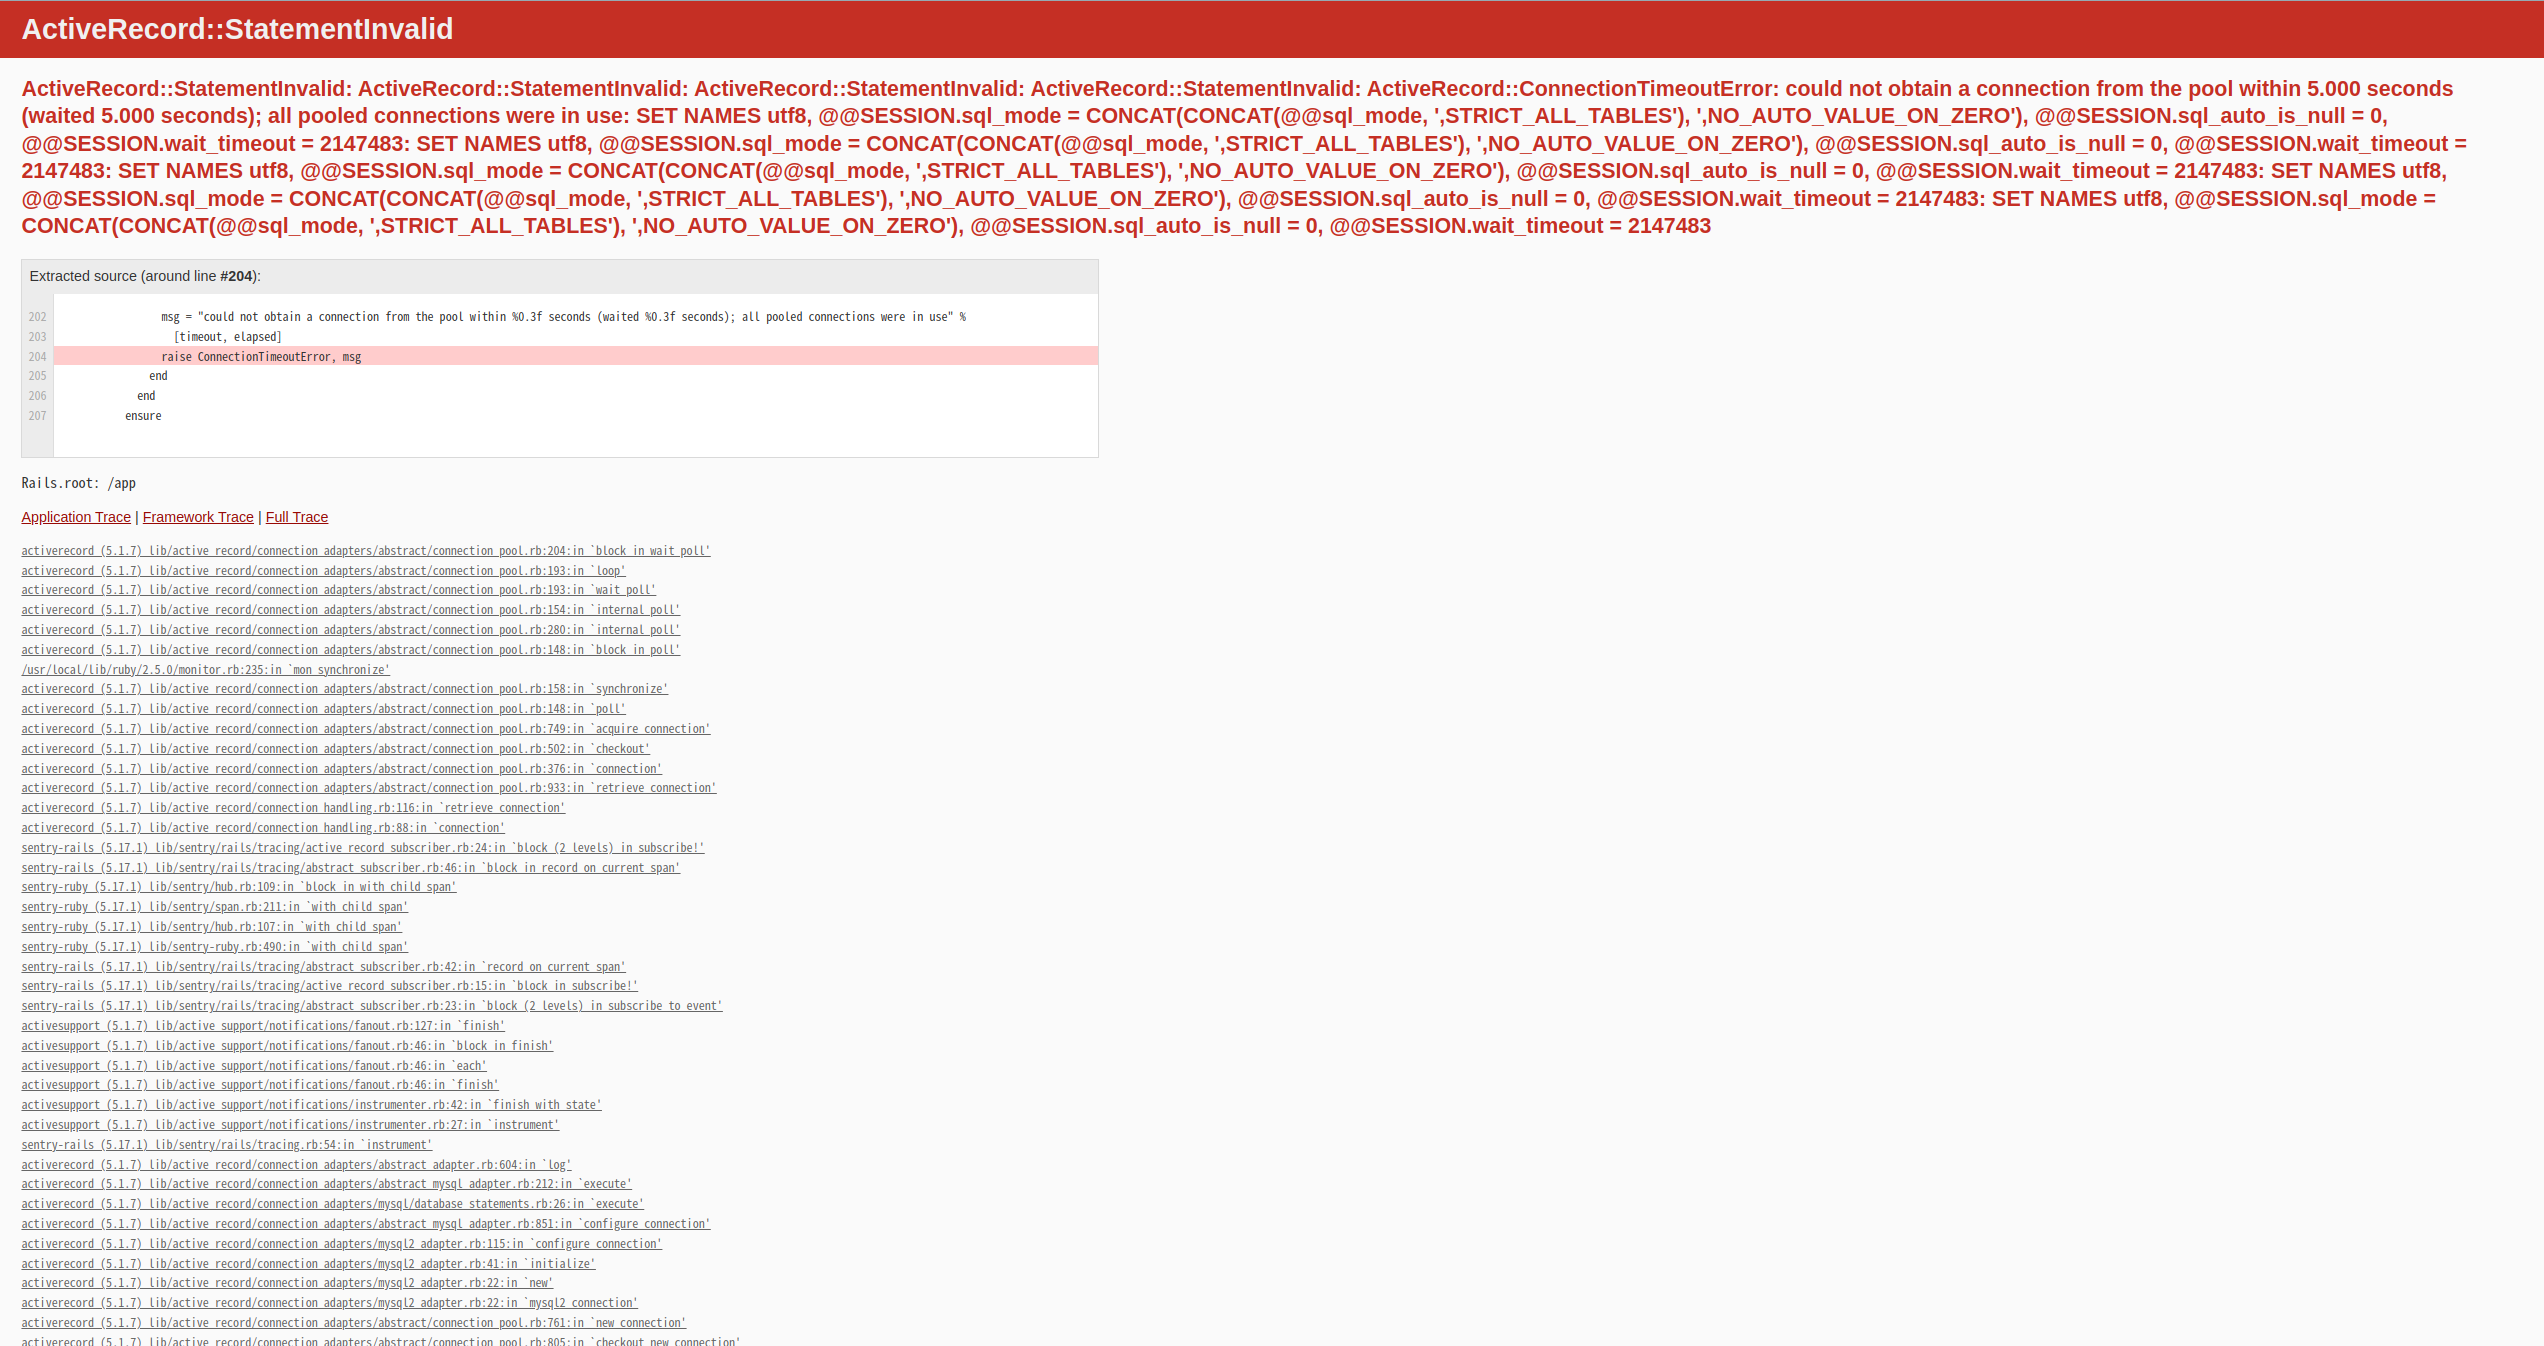 ActiveRecord::StatementInvalid
ActiveRecord::StatementInvalid: ActiveRecord::StatementInvalid: ActiveRecord::StatementInvalid: ActiveRecord::StatementInvalid: ActiveRecord::ConnectionTimeoutError: could not obtain a connection from the pool within 5.000 seconds
(waited 5.000 seconds); all pooled connections were in use: SET NAMES utf8, @@SESSION.sql_mode = CONCAT(CONCAT(@@sql_mode, ',STRICT_ALL_TABLES'), ',NO_AUTO_VALUE_ON_ZERO'), @@SESSION.sql_auto_is_null = 0,
@@SESSION.wait_timeout = 2147483: SET NAMES utf8, @@SESSION.sql_mode = CONCAT(CONCAT(@@sql_mode, ',STRICT_ALL_TABLES'), ',NO_AUTO_VALUE_ON_ZERO'), @@SESSION.sql_auto_is_null = 0, @@SESSION.wait_timeout =
2147483: SET NAMES utf8, @@SESSION.sql_mode = CONCAT(CONCAT(@@sql_mode, ',STRICT_ALL_TABLES'), ',NO_AUTO_VALUE_ON_ZERO'), @@SESSION.sql_auto_is_null = 0, @@SESSION.wait_timeout = 2147483: SET NAMES utf8,
@@SESSION.sql_mode = CONCAT(CONCAT(@@sql_mode, ',STRICT_ALL_TABLES'), ',NO_AUTO_VALUE_ON_ZERO'), @@SESSION.sql_auto_is_null = 0, @@SESSION.wait_timeout = 2147483: SET NAMES utf8, @@SESSION.sql_mode =
CONCAT(CONCAT(@@sql_mode, ',STRICT_ALL_TABLES'), ',NO_AUTO_VALUE_ON_ZERO'), @@SESSION.sql_auto_is_null = 0, @@SESSION.wait_timeout = 2147483
Extracted source (around line #204):
202 msg = "could not obtain a connection from the pool within %0.3f seconds (waited %0.3f seconds); all pooled connections were in use" %
203 [timeout, elapsed]
204 raise ConnectionTimeoutError, msg
205 end
206 end
207 ensure
Rails.root: /app
Application Trace | Framework Trace | Full Trace
activerecord (5.1.7) lib/active_record/connection_adapters/abstract/connection_pool.rb:204:in `block in wait_poll'
activerecord (5.1.7) lib/active_record/connection_adapters/abstract/connection_pool.rb:193:in `loop'
activerecord (5.1.7) lib/active_record/connection_adapters/abstract/connection_pool.rb:193:in `wait_poll'
activerecord (5.1.7) lib/active_record/connection_adapters/abstract/connection_pool.rb:154:in `internal_poll'
activerecord (5.1.7) lib/active_record/connection_adapters/abstract/connection_pool.rb:280:in `internal_poll'
activerecord (5.1.7) lib/active_record/connection_adapters/abstract/connection_pool.rb:148:in `block in poll'
/usr/local/lib/ruby/2.5.0/monitor.rb:235:in `mon_synchronize'
activerecord (5.1.7) lib/active_record/connection_adapters/abstract/connection_pool.rb:158:in `synchronize'
activerecord (5.1.7) lib/active_record/connection_adapters/abstract/connection_pool.rb:148:in `poll'
activerecord (5.1.7) lib/active_record/connection_adapters/abstract/connection_pool.rb:749:in `acquire_connection'
activerecord (5.1.7) lib/active_record/connection_adapters/abstract/connection_pool.rb:502:in `checkout'
activerecord (5.1.7) lib/active_record/connection_adapters/abstract/connection_pool.rb:376:in `connection'
activerecord (5.1.7) lib/active_record/connection_adapters/abstract/connection_pool.rb:933:in `retrieve_connection'
activerecord (5.1.7) lib/active_record/connection_handling.rb:116:in `retrieve_connection'
activerecord (5.1.7) lib/active_record/connection_handling.rb:88:in `connection'
sentry-rails (5.17.1) lib/sentry/rails/tracing/active_record_subscriber.rb:24:in `block (2 levels) in subscribe!'
sentry-rails (5.17.1) lib/sentry/rails/tracing/abstract_subscriber.rb:46:in `block in record_on_current_span'
sentry-ruby (5.17.1) lib/sentry/hub.rb:109:in `block in with_child_span'
sentry-ruby (5.17.1) lib/sentry/span.rb:211:in `with_child_span'
sentry-ruby (5.17.1) lib/sentry/hub.rb:107:in `with_child_span'
sentry-ruby (5.17.1) lib/sentry-ruby.rb:490:in `with_child_span'
sentry-rails (5.17.1) lib/sentry/rails/tracing/abstract_subscriber.rb:42:in `record_on_current_span'
sentry-rails (5.17.1) lib/sentry/rails/tracing/active_record_subscriber.rb:15:in `block in subscribe!'
sentry-rails (5.17.1) lib/sentry/rails/tracing/abstract_subscriber.rb:23:in `block (2 levels) in subscribe_to_event'
activesupport (5.1.7) lib/active_support/notifications/fanout.rb:127:in `finish'
activesupport (5.1.7) lib/active_support/notifications/fanout.rb:46:in `block in finish'
activesupport (5.1.7) lib/active_support/notifications/fanout.rb:46:in `each'
activesupport (5.1.7) lib/active_support/notifications/fanout.rb:46:in `finish'
activesupport (5.1.7) lib/active_support/notifications/instrumenter.rb:42:in `finish_with_state'
activesupport (5.1.7) lib/active_support/notifications/instrumenter.rb:27:in `instrument'
sentry-rails (5.17.1) lib/sentry/rails/tracing.rb:54:in `instrument'
activerecord (5.1.7) lib/active_record/connection_adapters/abstract_adapter.rb:604:in `log'
activerecord (5.1.7) lib/active_record/connection_adapters/abstract_mysql_adapter.rb:212:in `execute'
activerecord (5.1.7) lib/active_record/connection_adapters/mysql/database_statements.rb:26:in `execute'
activerecord (5.1.7) lib/active_record/connection_adapters/abstract_mysql_adapter.rb:851:in `configure_connection'
activerecord (5.1.7) lib/active_record/connection_adapters/mysql2_adapter.rb:115:in `configure_connection'
activerecord (5.1.7) lib/active_record/connection_adapters/mysql2_adapter.rb:41:in `initialize'
activerecord (5.1.7) lib/active_record/connection_adapters/mysql2_adapter.rb:22:in `new'
activerecord (5.1.7) lib/active_record/connection_adapters/mysql2_adapter.rb:22:in `mysql2_connection'
activerecord (5.1.7) lib/active_record/connection_adapters/abstract/connection_pool.rb:761:in `new_connection'
activerecord (5.1.7) lib/active_record/connection_adapters/abstract/connection_pool.rb:805:in `checkout_new_connection'